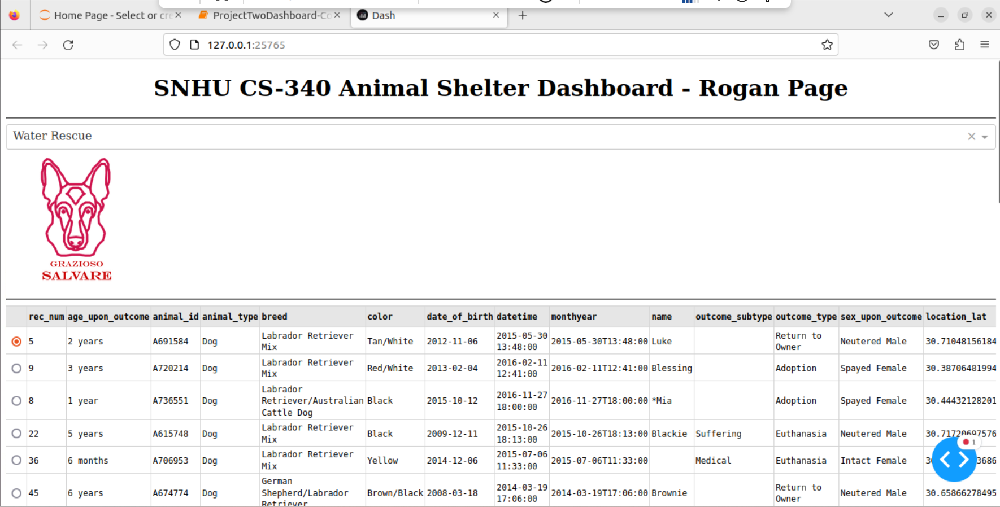 Home Page - Select or cre
ProjectTwoDashboard-Co
Dash
127.0.0.1:25765
SNHU CS-340 Animal Shelter Dashboard - Rogan Page
Water Rescue
GRAZIOSO
SALVARE
rec_num age_upon_outcome animal_id animal_type breed color date_of_birth datetime monthyear name outcome_subtype outcome_type sex_upon_outcome location_lat
5 2 years A691584 Dog Labrador Retriever Mix Tan/White 2012-11-06 2015-05-30 13:48:00 2015-05-30T13:48:00 Luke Return to Owner Neutered Male 30.71048156184
9 3 years A720214 Dog Labrador Retriever Mix Red/White 2013-02-04 2016-02-11 12:41:00 2016-02-11T12:41:00 Blessing Adoption Spayed Female 30.38706481994
8 1 year A736551 Dog Labrador Retriever/Australian Cattle Dog Black 2015-10-12 2016-11-27 18:00:00 2016-11-27T18:00:00 *Mia Adoption Spayed Female 30.44432128201
22 5 years A615748 Dog Labrador Retriever Mix Black 2009-12-11 2015-10-26 18:13:00 2015-10-26T18:13:00 Blackie Suffering Euthanasia Neutered Male 30.71720697576
1
36 6 months A706953 Dog Labrador Retriever Mix Yellow 2014-12-06 2015-07-06 11:33:00 2015-07-06T11:33:00 Medical Euthanasia Intact Female
45 6 years A674774 Dog German Shepherd/Labrador Retriever Brown/Black 2008-03-18 2014-03-19 17:06:00 2014-03-19T17:06:00 Brownie Return to Owner Neutered Male 30.65866278495